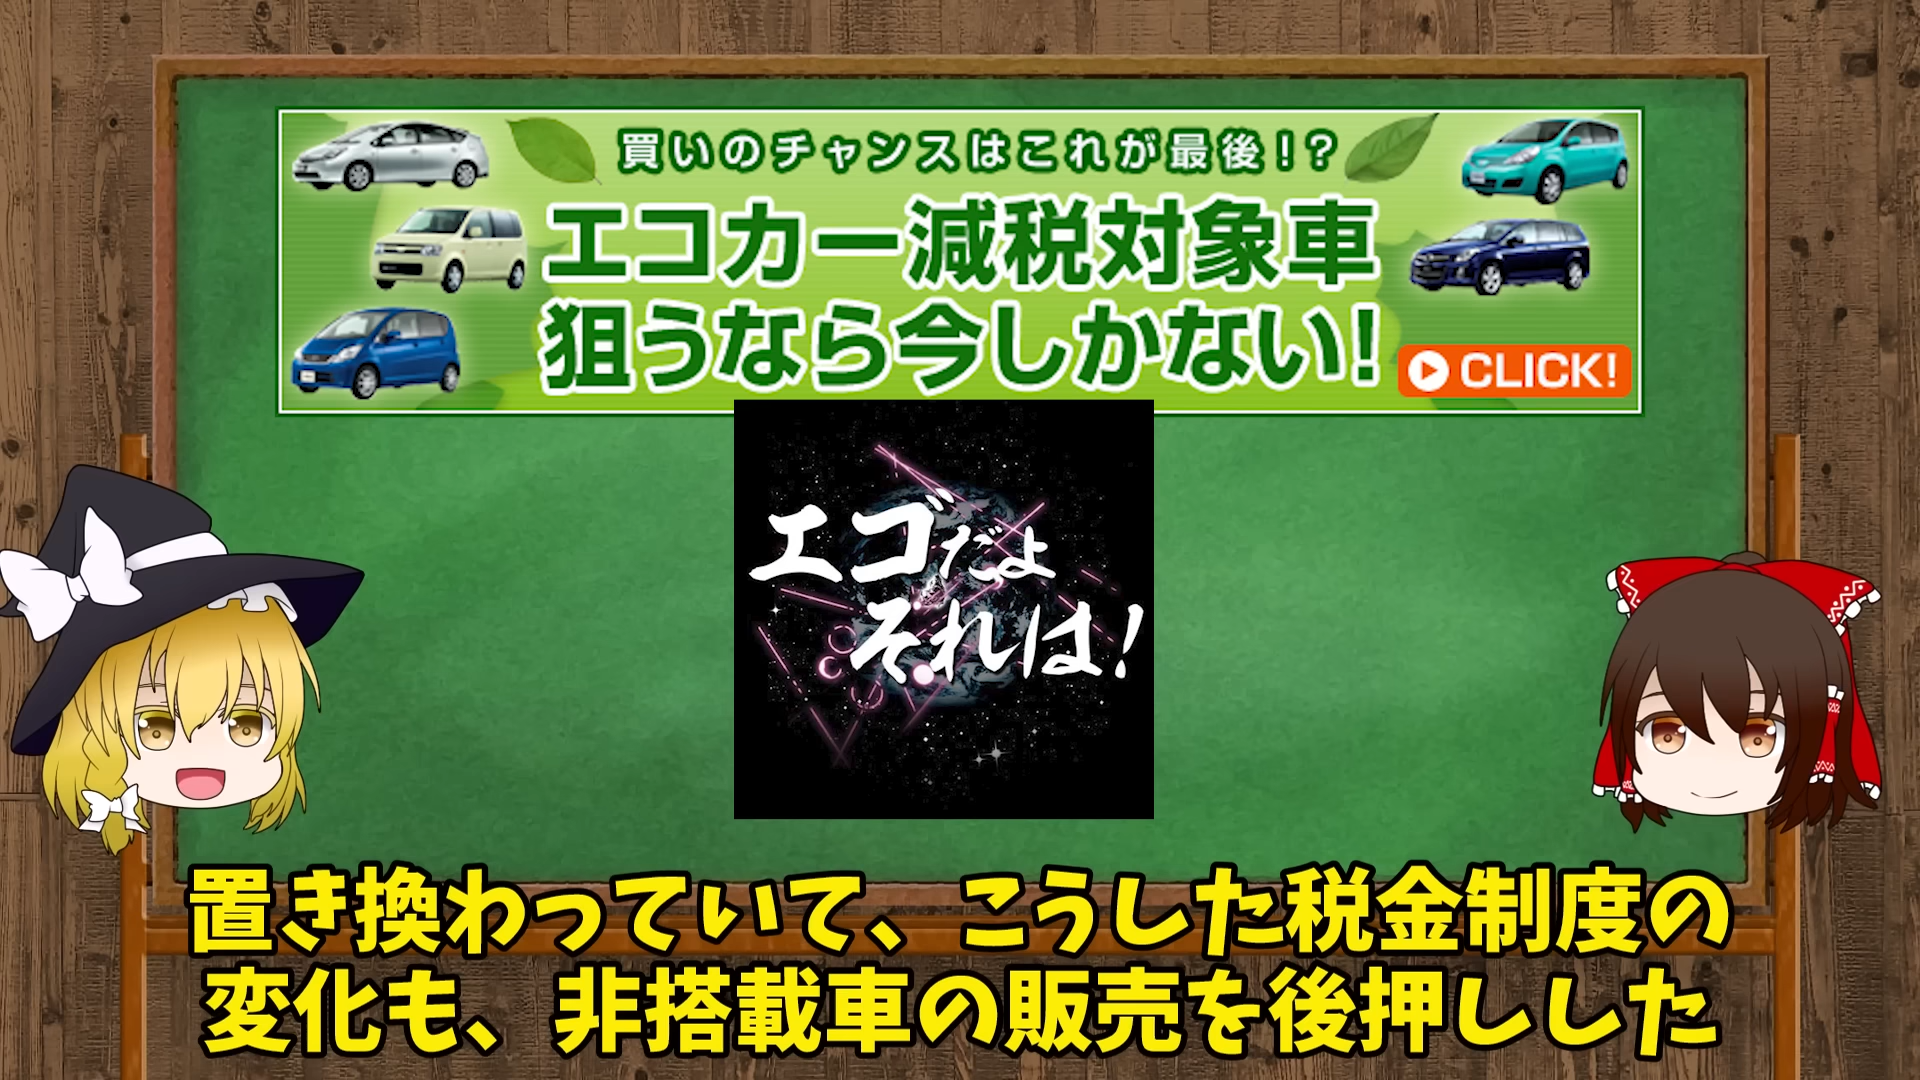 買いのチャンスはこれが最後!?
エコカー減税対象車
狙うなら今しかない!
CLICK!
エゴだよ
それは!
置き換わっていて、こうした税金制度の
変化も、非搭載車の販売を後押しした